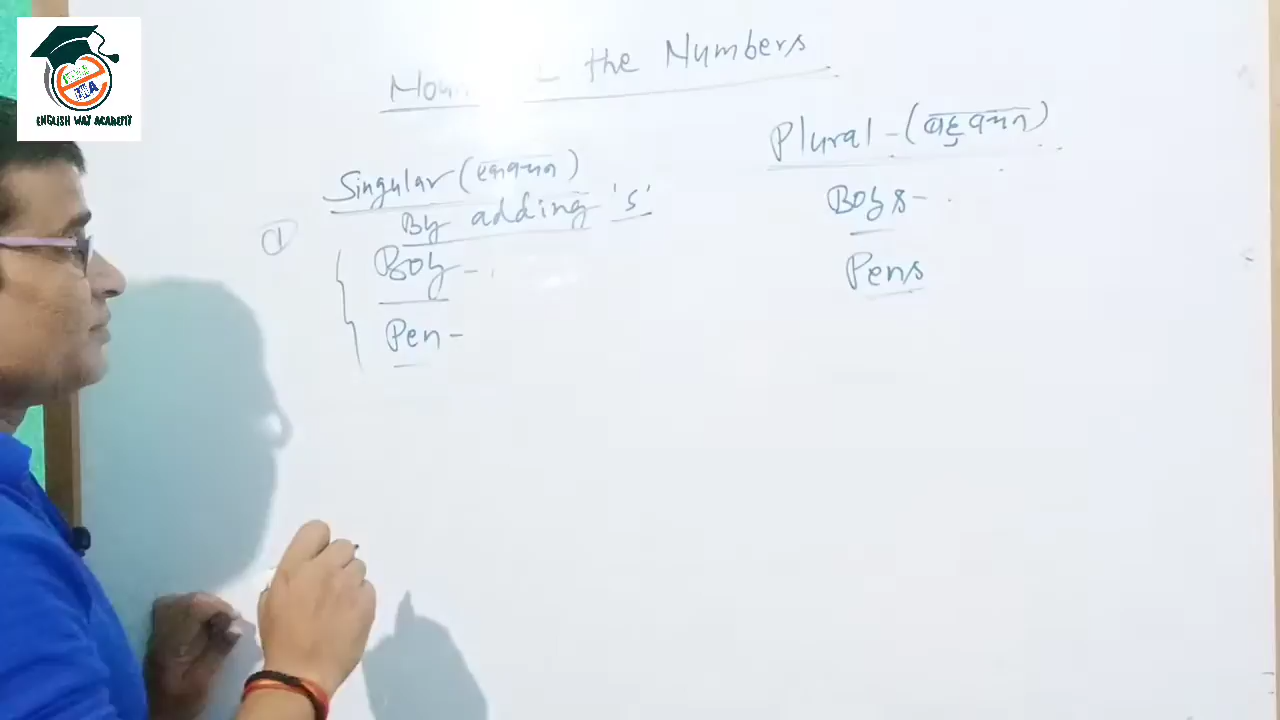 ENGLISH WAY ACADEMY
the Numbers
Singular (एकवचन) Plural - (बहुवचन)
① By adding 's'
Boy - Boys -
Pen - Pens